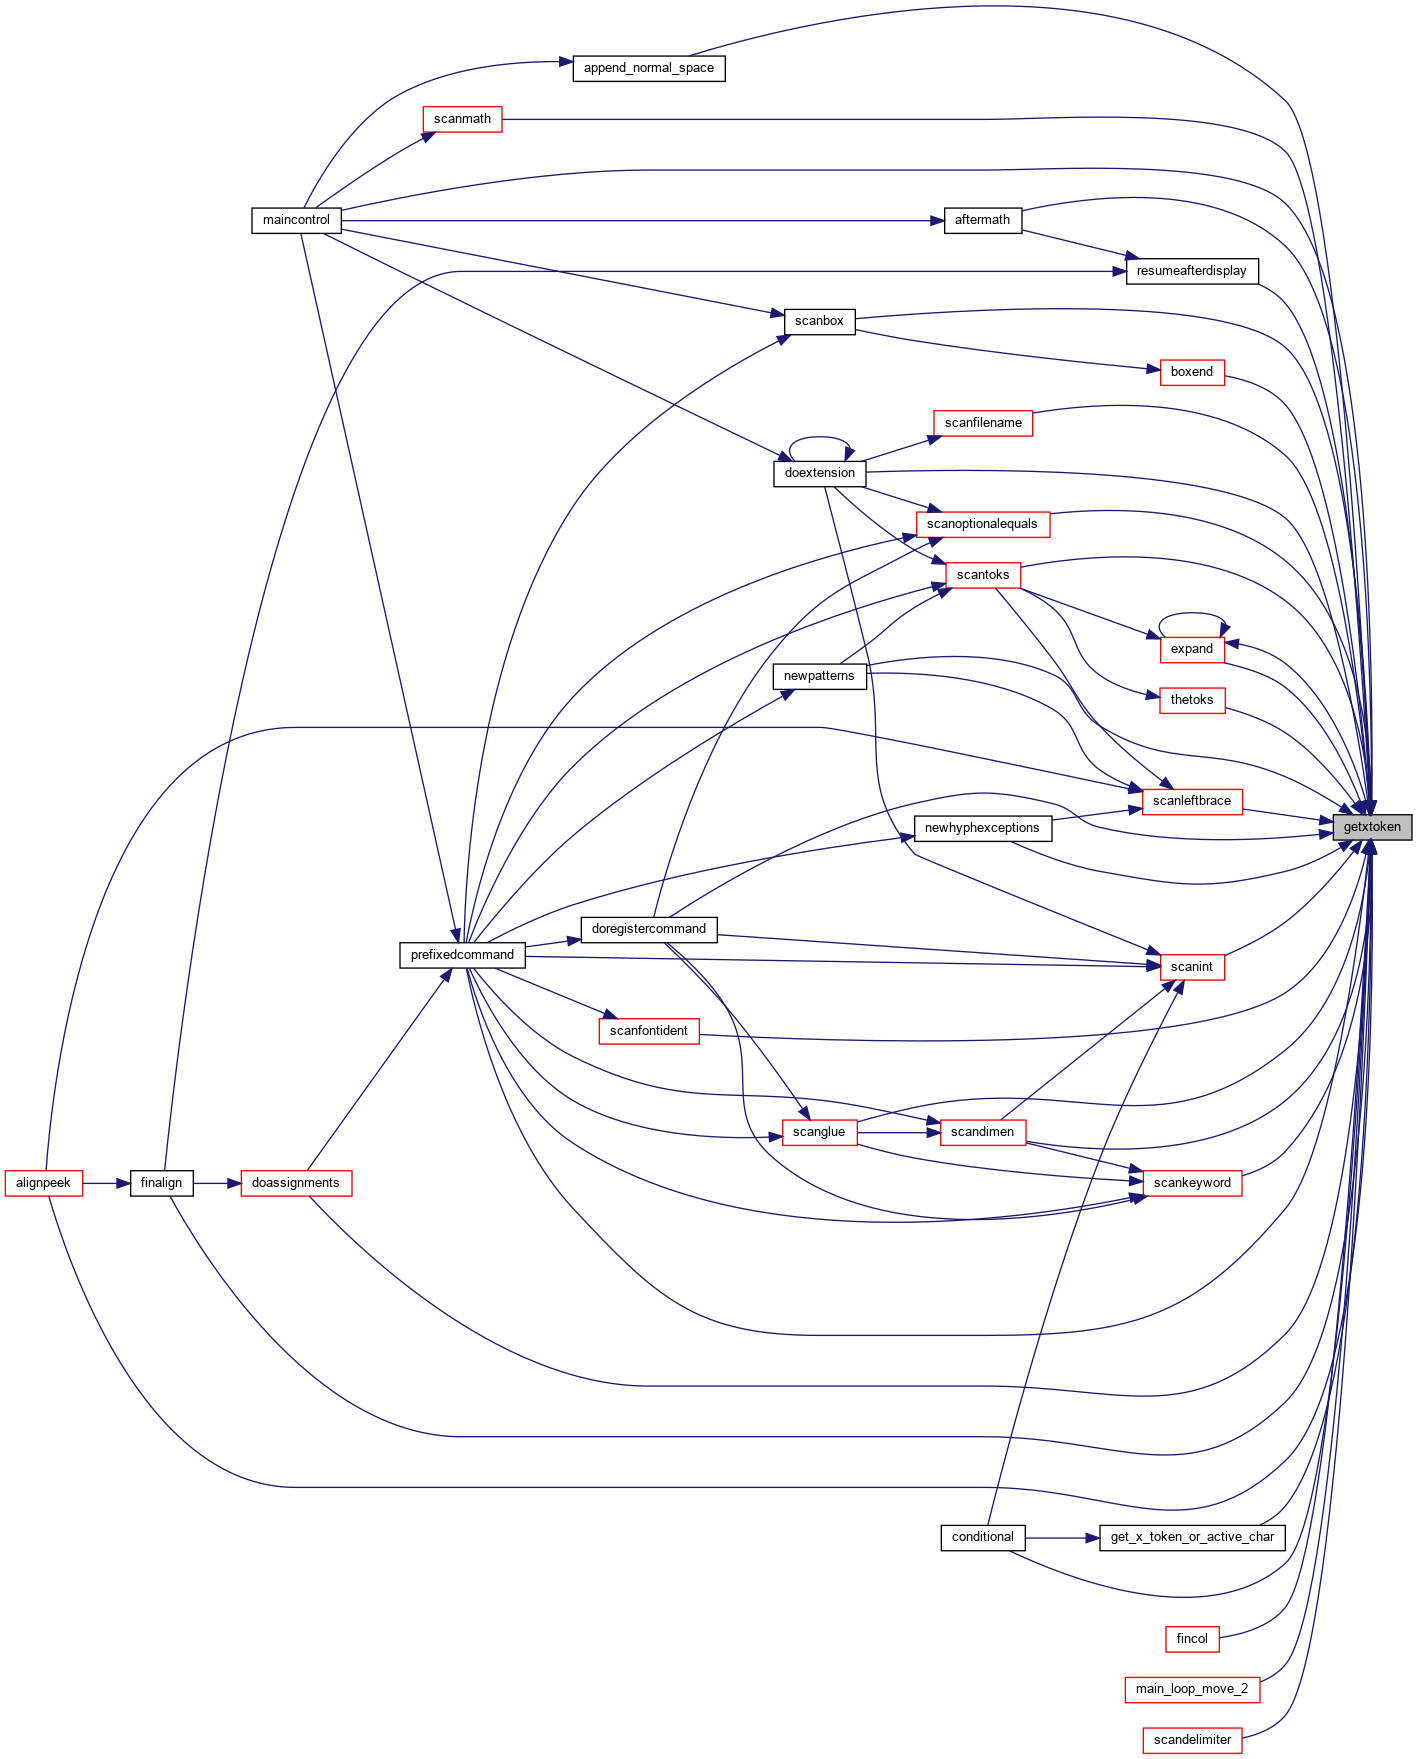 append_normal_space
scanmath
maincontrol
aftermath
resumeafterdisplay
scanbox
boxend
scanfilename
doextension
scanoptionalequals
scantoks
expand
newpatterns
thetoks
scanleftbrace
newhyphexceptions
getxtoken
doregistercommand
prefixedcommand
scanint
scanfontident
scanglue
scandimen
alignpeek
finalign
doassignments
scankeyword
conditional
get_x_token_or_active_char
fincol
main_loop_move_2
scandelimiter